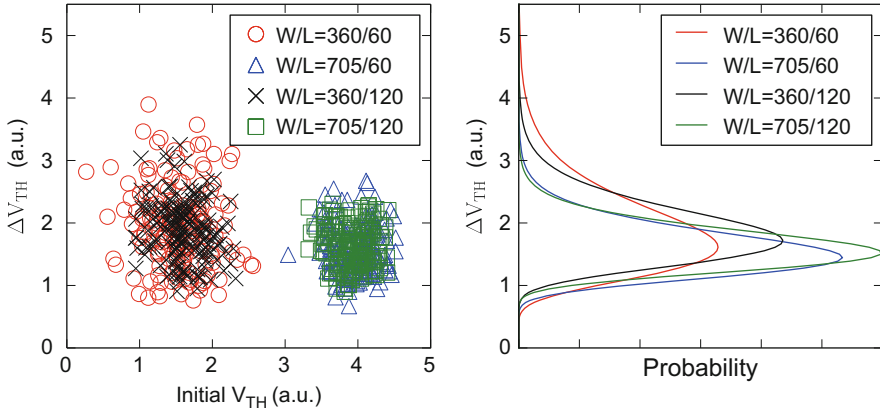 W/L=360/60
W/L=705/60
W/L=360/120
W/L=705/120
ΔV_TH (a.u.)
5
4
3
2
1
0
0 1 2 3 4 5
Initial V_TH (a.u.)
W/L=360/60
W/L=705/60
W/L=360/120
W/L=705/120
ΔV_TH (a.u.)
5
4
3
2
1
0
Probability